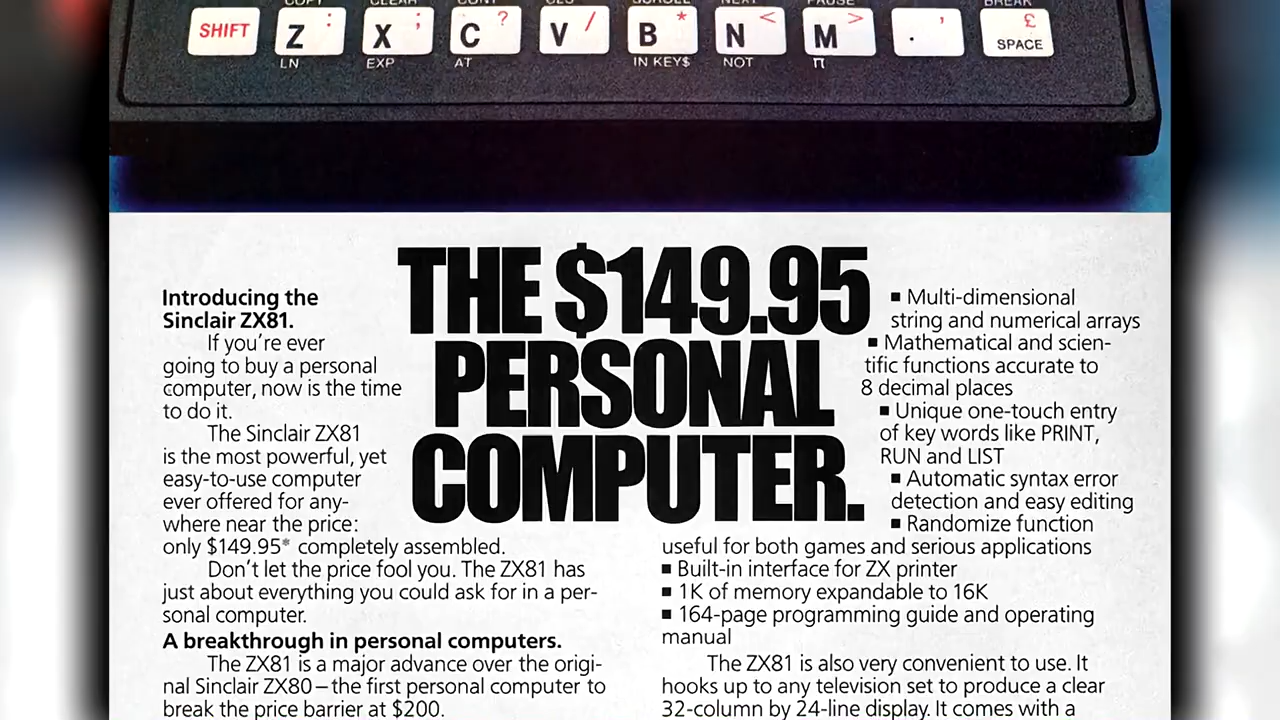 COPY CLEAR CONT CLS SCROLL NEXT PAUSE BREAK
SHIFT Z : X ; C ? V / B * N < M > . , £ SPACE
LN EXP AT IN KEY$ NOT π
THE $149.95
PERSONAL
COMPUTER.
Introducing the
Sinclair ZX81.
If you're ever
going to buy a personal
computer, now is the time
to do it.
The Sinclair ZX81
is the most powerful, yet
easy-to-use computer
ever offered for any-
where near the price:
only $149.95* completely assembled.
Don't let the price fool you. The ZX81 has
just about everything you could ask for in a per-
sonal computer.
A breakthrough in personal computers.
The ZX81 is a major advance over the origi-
nal Sinclair ZX80 – the first personal computer to
break the price barrier at $200.
■ Multi-dimensional
string and numerical arrays
■ Mathematical and scien-
tific functions accurate to
8 decimal places
■ Unique one-touch entry
of key words like PRINT,
RUN and LIST
■ Automatic syntax error
detection and easy editing
■ Randomize function
useful for both games and serious applications
■ Built-in interface for ZX printer
■ 1K of memory expandable to 16K
■ 164-page programming guide and operating
manual
The ZX81 is also very convenient to use. It
hooks up to any television set to produce a clear
32-column by 24-line display. It comes with a